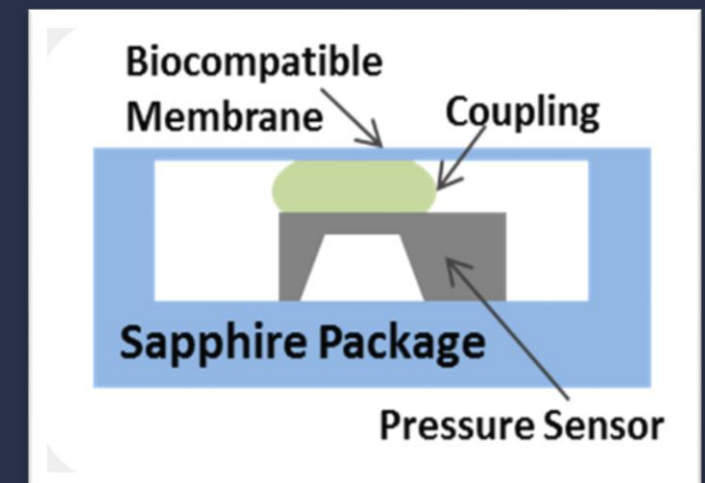 Biocompatible
Membrane
Coupling
Sapphire Package
Pressure Sensor